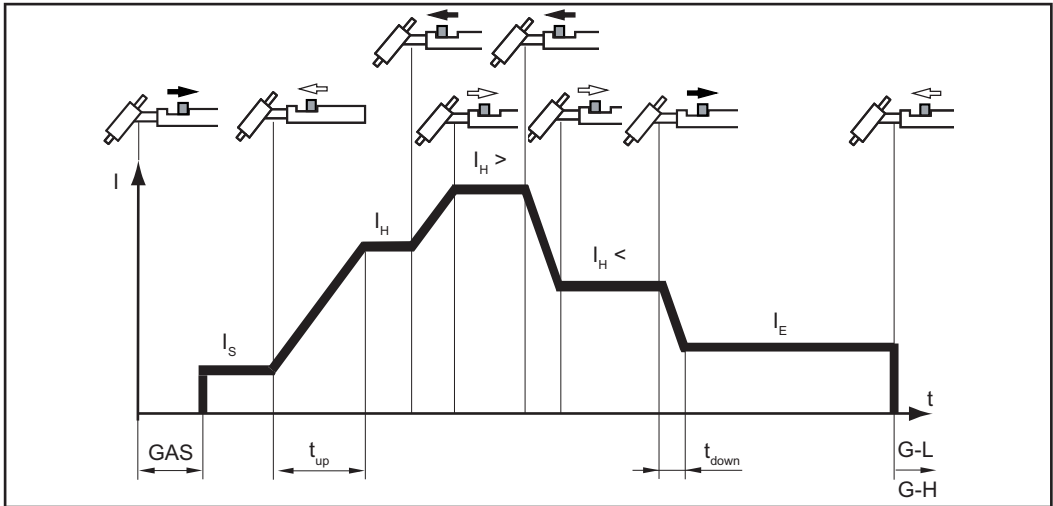 I
I_H >
I_H
I_H <
I_S
I_E
t
GAS
t_up
t_down
G-L
G-H